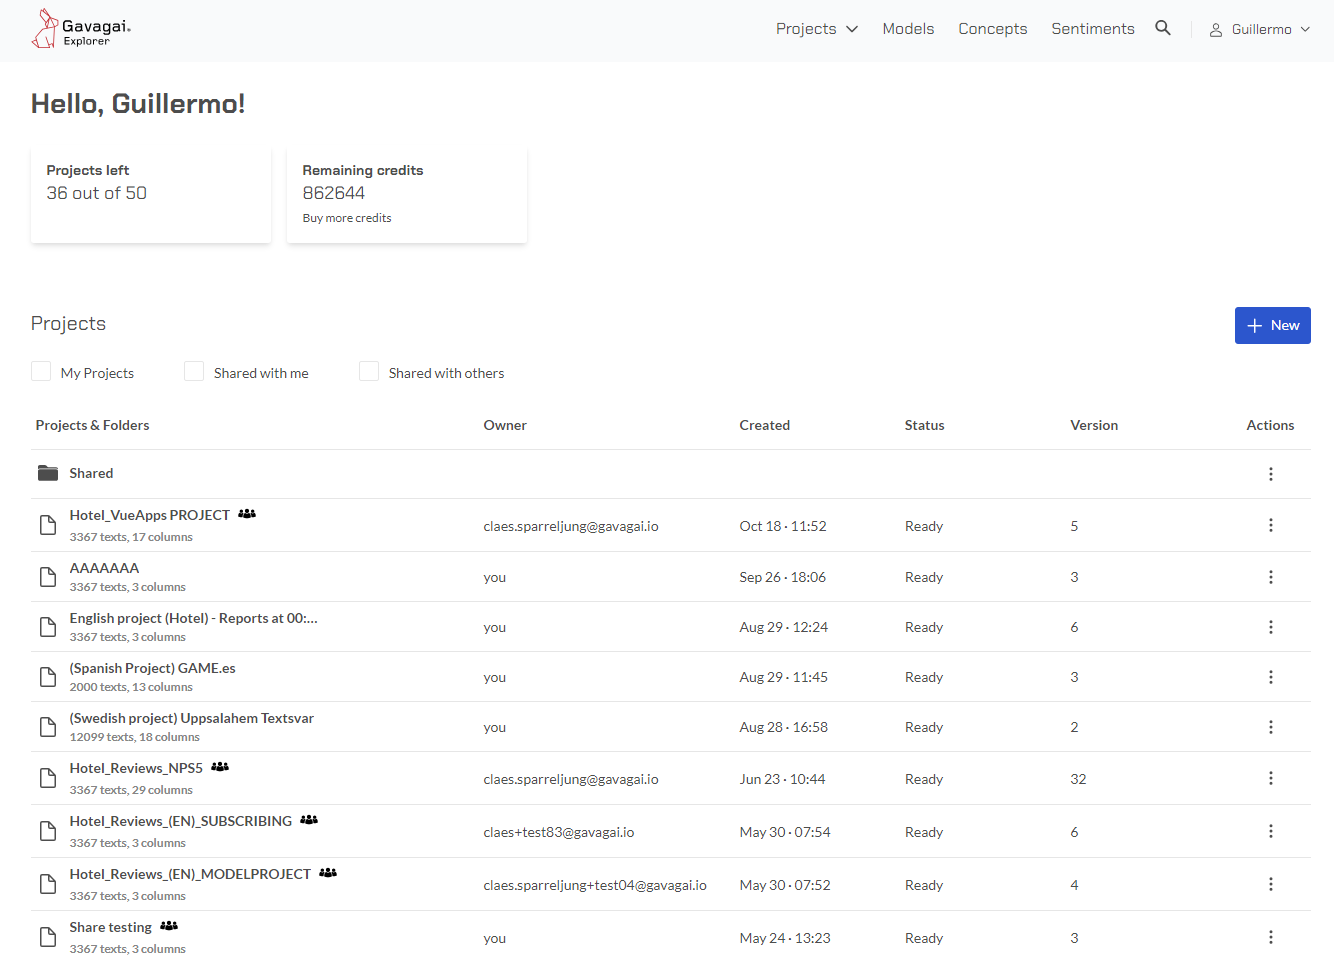 Gavagai.
Explorer
Projects Models Concepts Sentiments Guillermo
Hello, Guillermo!
Projects left
36 out of 50
Remaining credits
862644
Buy more credits
Projects
New
My Projects Shared with me Shared with others
Projects & Folders Owner Created Status Version Actions
Shared
Hotel_VueApps PROJECT
3367 texts, 17 columns
claes.sparreljung@gavagai.io Oct 18 · 11:52 Ready 5
AAAAAAA
3367 texts, 3 columns
you Sep 26 · 18:06 Ready 3
English project (Hotel) - Reports at 00:...
3367 texts, 3 columns
you Aug 29 · 12:24 Ready 6
(Spanish Project) GAME.es
2000 texts, 13 columns
you Aug 29 · 11:45 Ready 3
(Swedish project) Uppsalahem Textsvar
12099 texts, 18 columns
you Aug 28 · 16:58 Ready 2
Hotel_Reviews_NPS5
3367 texts, 29 columns
claes.sparreljung@gavagai.io Jun 23 · 10:44 Ready 32
Hotel_Reviews_(EN)_SUBSCRIBING
3367 texts, 3 columns
claes+test83@gavagai.io May 30 · 07:54 Ready 6
Hotel_Reviews_(EN)_MODELPROJECT
3367 texts, 3 columns
claes.sparreljung+test04@gavagai.io May 30 · 07:52 Ready 4
Share testing
3367 texts, 3 columns
you May 24 · 13:23 Ready 3